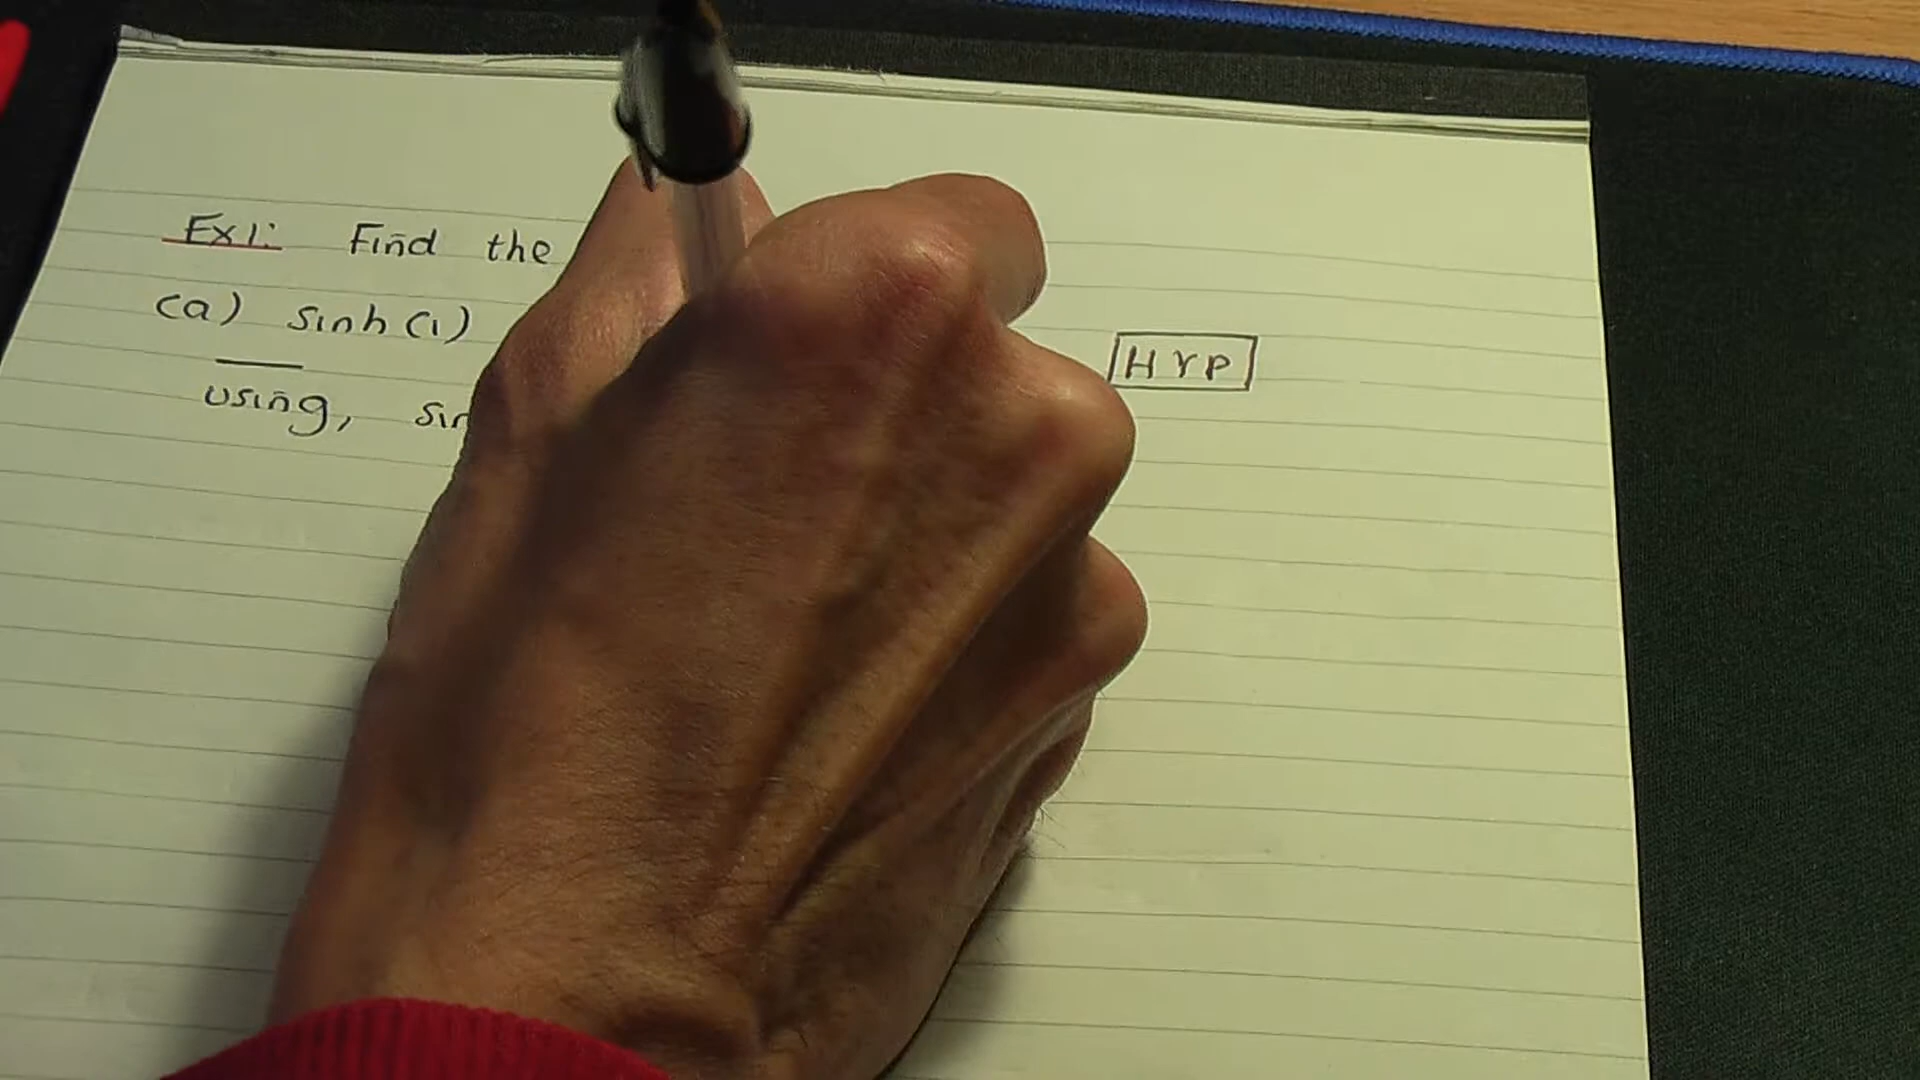 Ex1: Find the
(a) sinh(1)
HYP
using,